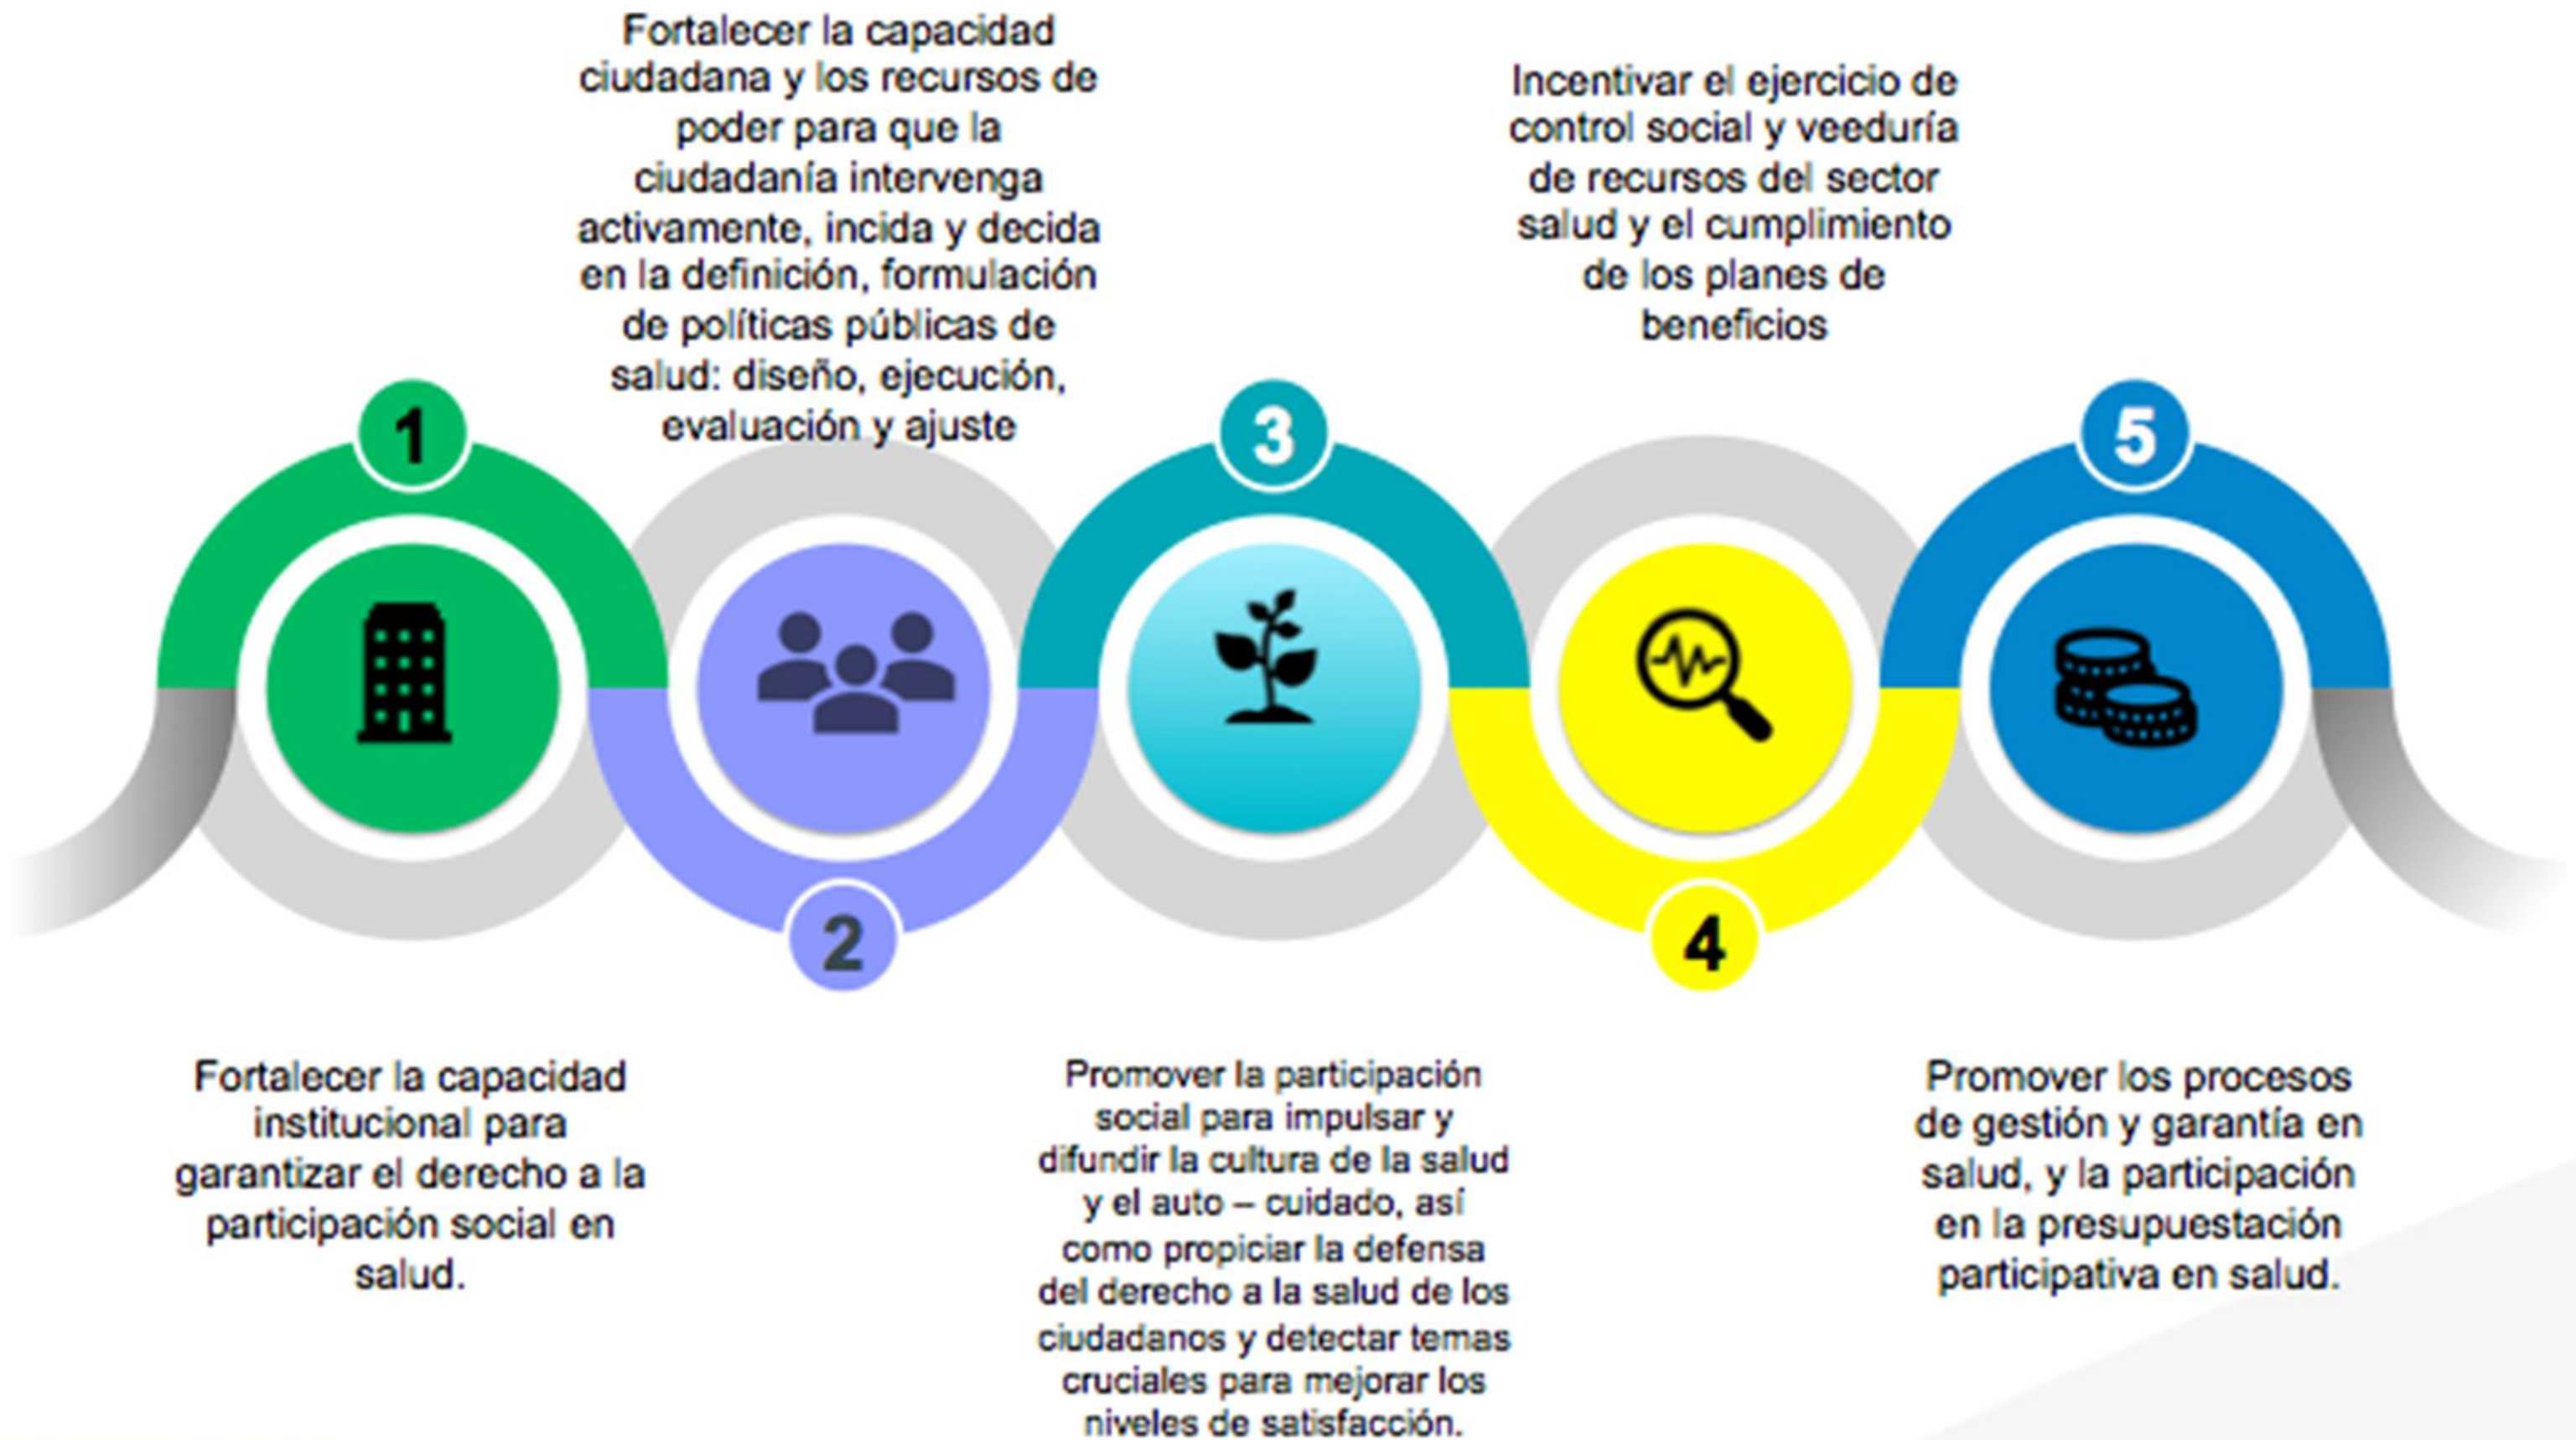 1
Fortalecer la capacidad
institucional para
garantizar el derecho a la
participación social en
salud.
Fortalecer la capacidad
ciudadana y los recursos de
poder para que la
ciudadanía intervenga
activamente, incida y decida
en la definición, formulación
de políticas públicas de
salud: diseño, ejecución,
evaluación y ajuste
2
3
Promover la participación
social para impulsar y
difundir la cultura de la salud
y el auto – cuidado, así
como propiciar la defensa
del derecho a la salud de los
ciudadanos y detectar temas
cruciales para mejorar los
niveles de satisfacción.
Incentivar el ejercicio de
control social y veeduría
de recursos del sector
salud y el cumplimiento
de los planes de
beneficios
4
5
Promover los procesos
de gestión y garantía en
salud, y la participación
en la presupuestación
participativa en salud.